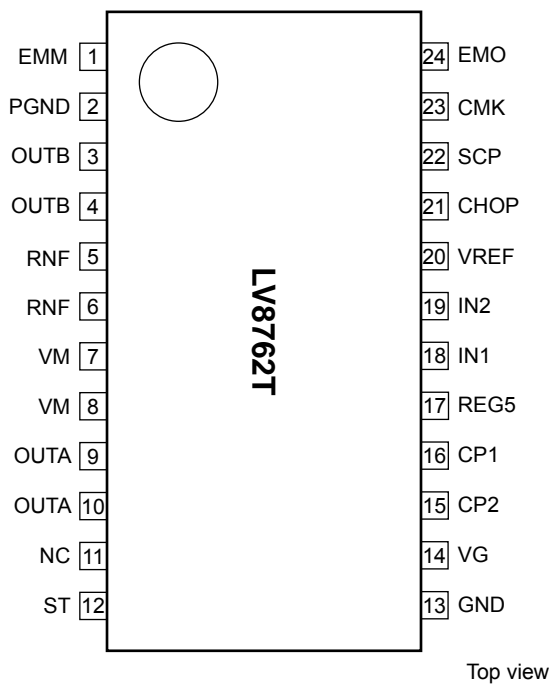 EMM 1
PGND 2
OUTB 3
OUTB 4
RNF 5
RNF 6
VM 7
VM 8
OUTA 9
OUTA 10
NC 11
ST 12
LV8762T
24 EMO
23 CMK
22 SCP
21 CHOP
20 VREF
19 IN2
18 IN1
17 REG5
16 CP1
15 CP2
14 VG
13 GND
Top view